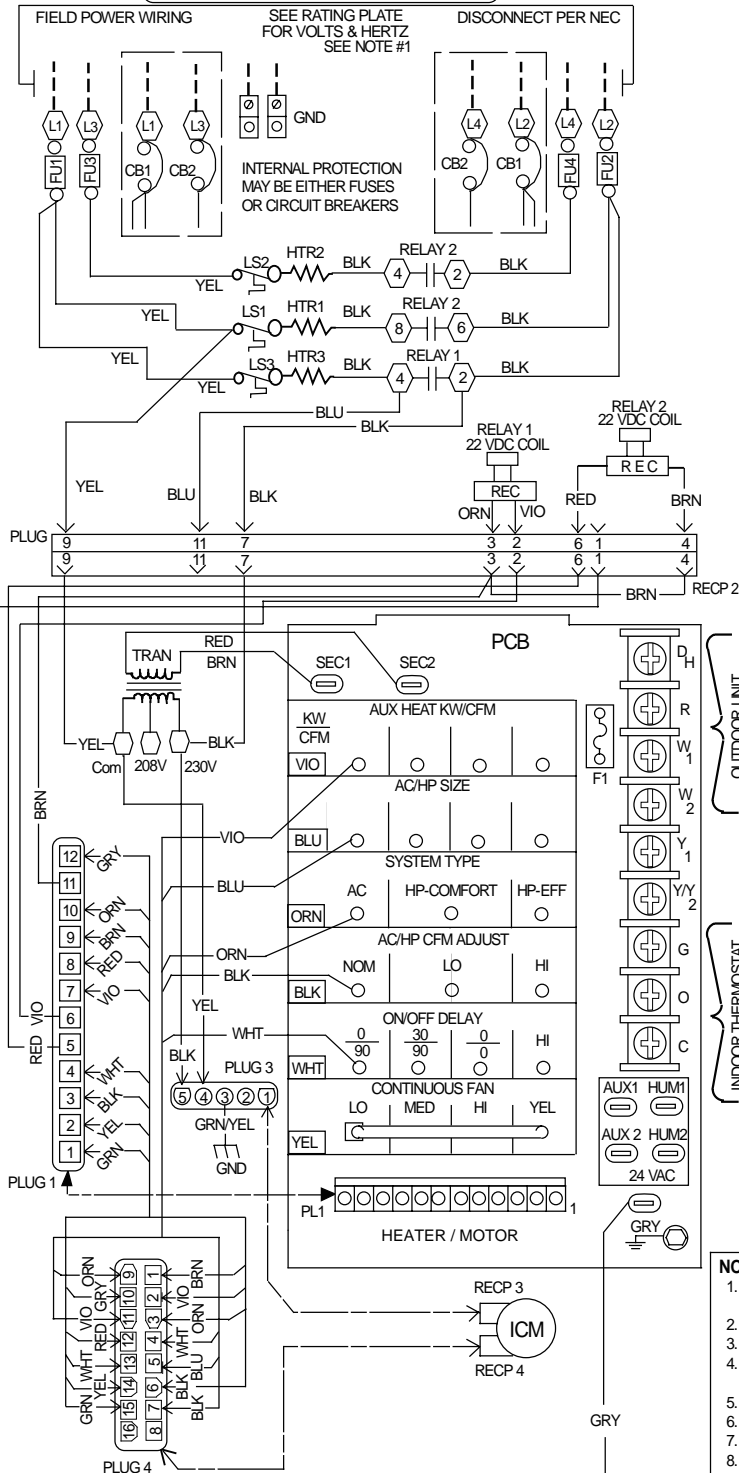 FIELD POWER WIRING
SEE RATING PLATE
FOR VOLTS & HERTZ
SEE NOTE #1
DISCONNECT PER NEC
L1
L3
L1
L3
GND
L4
L2
L4
L2
FU1
FU3
CB1
CB2
CB2
CB1
FU4
FU2
INTERNAL PROTECTION
MAY BE EITHER FUSES
OR CIRCUIT BREAKERS
YEL
LS2
HTR2
BLK
4
RELAY 2
2
BLK
YEL
LS1
HTR1
BLK
8
RELAY 2
6
BLK
YEL
LS3
HTR3
BLK
4
RELAY 1
2
BLK
BLU
BLK
YEL
BLU
BLK
RELAY 1
22 VDC COIL
REC
ORN
VIO
RELAY 2
22 VDC COIL
REC
RED
BRN
PLUG
9 11 7 3 2 6 1 4
9 11 7 3 2 6 1 4
BRN
RECP 2
TRAN
RED
BRN
YEL
BLK
Com
208V
230V
BRN
PCB
SEC1
SEC2
AUX HEAT KW/CFM
KW
CFM
VIO
AC/HP SIZE
BLU
SYSTEM TYPE
AC
HP-COMFORT
HP-EFF
ORN
AC/HP CFM ADJUST
NOM
LO
HI
BLK
ON/OFF DELAY
0
90
30
90
0
0
HI
WHT
CONTINUOUS FAN
LO
MED
HI
YEL
YEL
F1
DH
R
W1
W2
Y1
Y/Y2
G
O
C
OUTDOOR UNIT
INDOOR THERMOSTAT
AUX1
HUM1
AUX 2
HUM2
24 VAC
GRY
PL1
1
HEATER / MOTOR
VIO
BLU
ORN
BLK
WHT
YEL
BLK
12
GRY
11
10
ORN
9
BRN
8
RED
7
VIO
6
VIO
5
RED
4
WHT
3
BLK
2
YEL
1
GRN
PLUG 1
PLUG 3
5 4 3 2 1
GRN/YEL
GND
ORN
9
1
BRN
GRY
10
2
VIO
VIO
11
3
ORN
RED
12
4
WHT
WHT
13
5
BLU
YEL
14
6
BLK
GRN
15
7
BLK
16
8
PLUG 4
RECP 3
ICM
RECP 4
GRY
NO
1.
2.
3.
4.
5.
6.
7.
8.